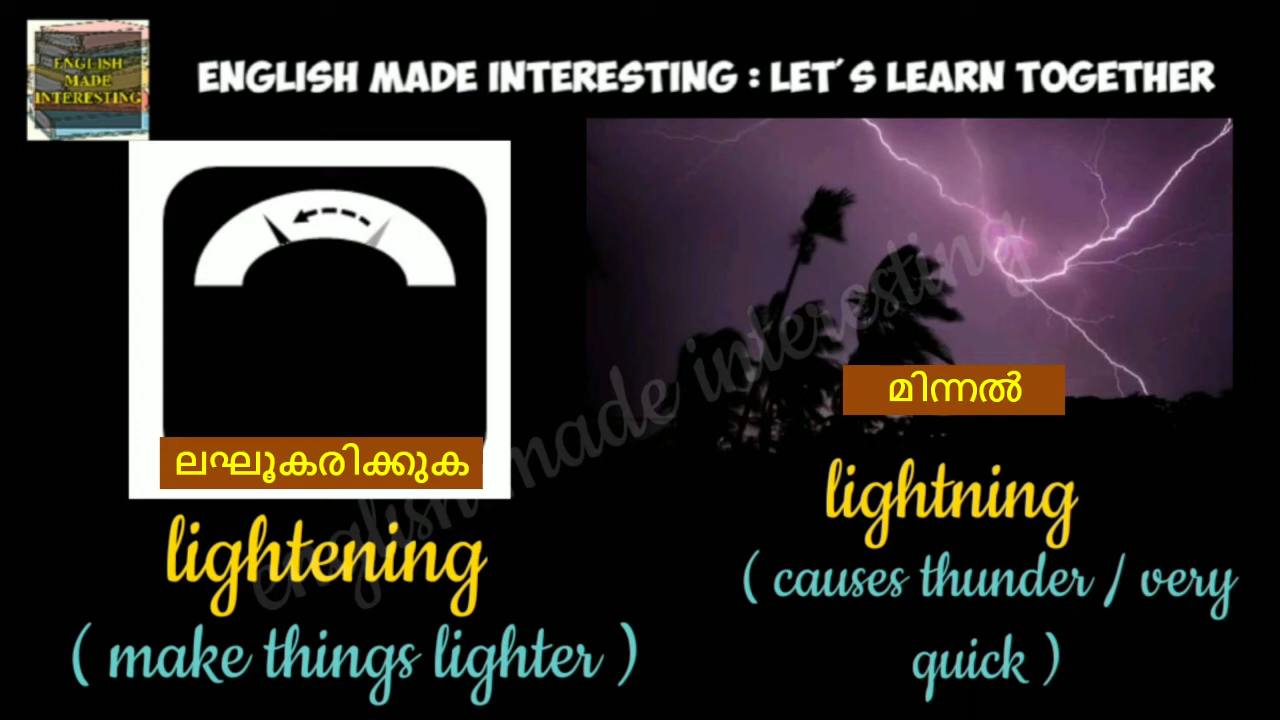 ENGLISH
MADE
INTERESTING
ENGLISH MADE INTERESTING : LET´S LEARN TOGETHER
ലഘൂകരിക്കുക
lightening
( make things lighter )
മിന്നൽ
lightning
( causes thunder / very
quick )
english made interesting